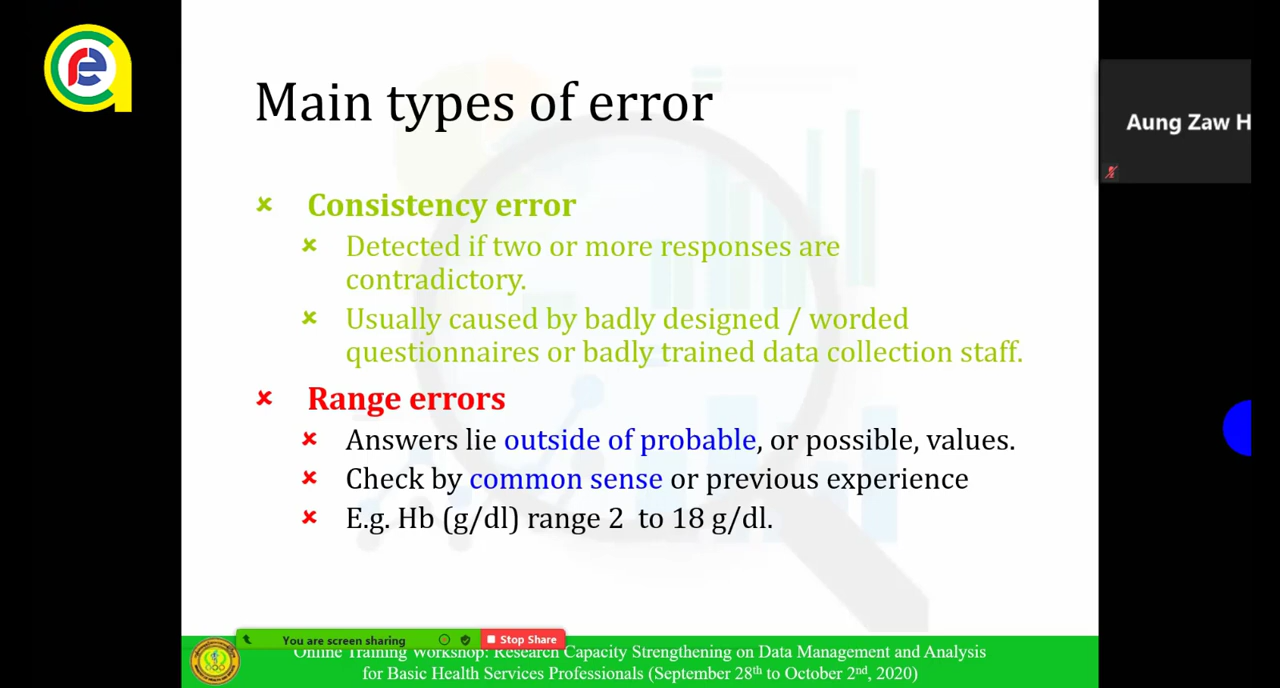 Main types of error
Aung Zaw H
Consistency error
Detected if two or more responses are
contradictory.
Usually caused by badly designed / worded
questionnaires or badly trained data collection staff.
Range errors
Answers lie outside of probable, or possible, values.
Check by common sense or previous experience
E.g. Hb (g/dl) range 2 to 18 g/dl.
You are screen sharing
Stop Share
Online Training Workshop: Research Capacity Strengthening on Data Management and Analysis
for Basic Health Services Professionals (September 28th to October 2nd, 2020)